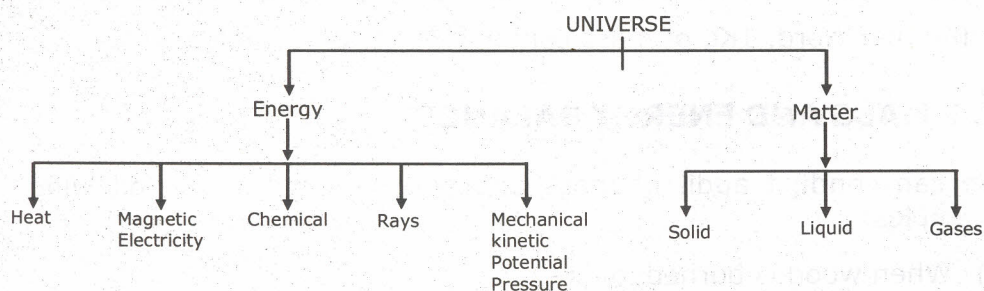 UNIVERSE
Energy
Matter
Heat
Magnetic
Electricity
Chemical
Rays
Mechanical
kinetic
Potential
Pressure
Solid
Liquid
Gases